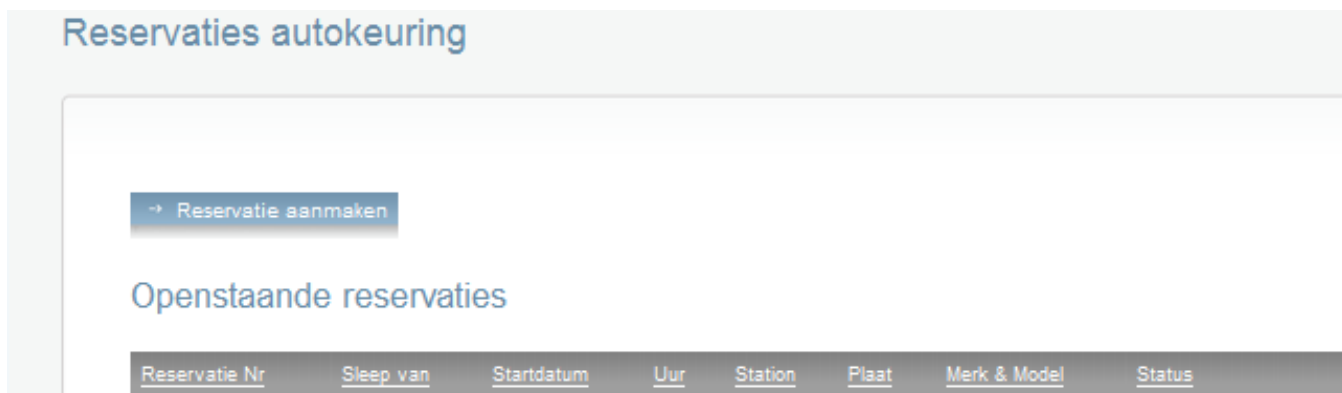 Reservaties autokeuring
→ Reservatie aanmaken
Openstaande reservaties
Reservatie Nr Sleep van Startdatum Uur Station Plaat Merk & Model Status